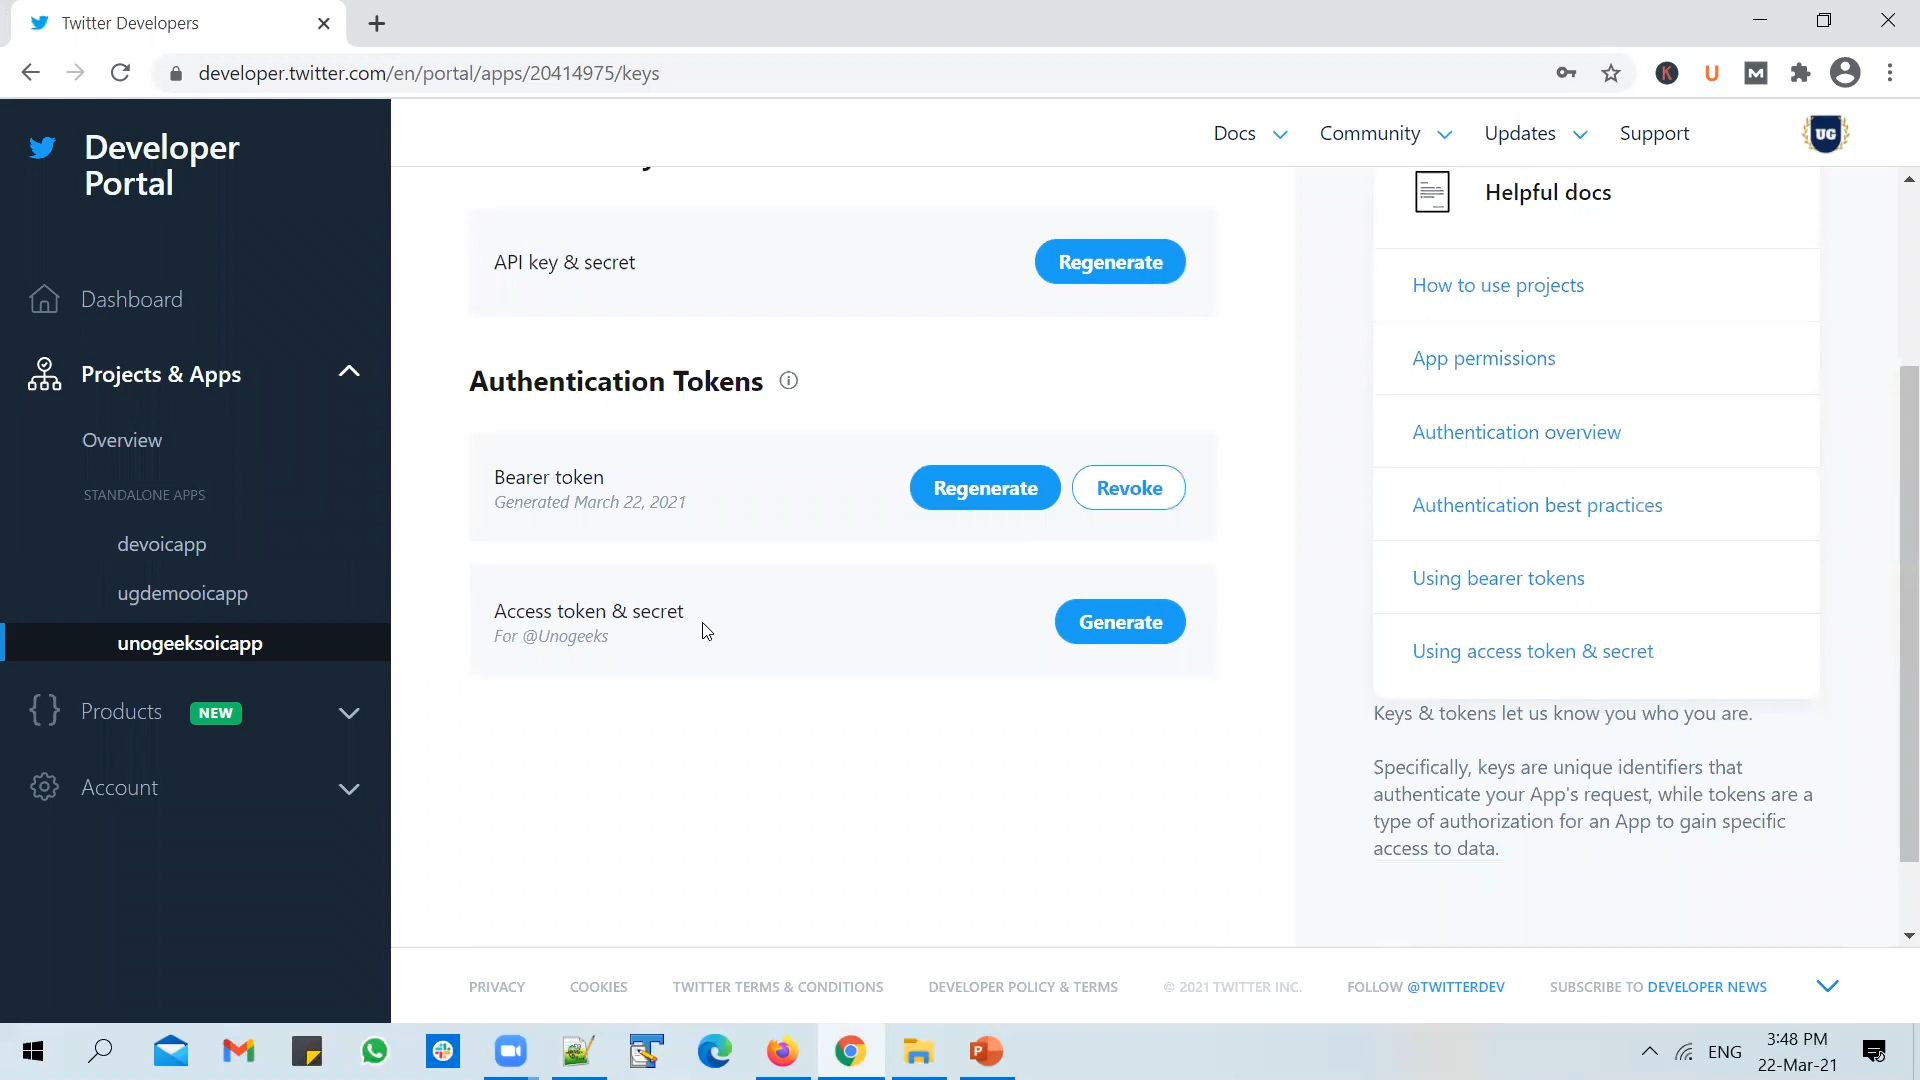 Twitter Developers
developer.twitter.com/en/portal/apps/20414975/keys
K
U
M
Developer
Portal
Dashboard
Projects & Apps
Overview
STANDALONE APPS
devoicapp
ugdemooicapp
unogeeksoicapp
Products NEW
Account
Docs
Community
Updates
Support
UG
API key & secret
Regenerate
Authentication Tokens
Bearer token
Generated March 22, 2021
Regenerate
Revoke
Access token & secret
For @Unogeeks
Generate
Helpful docs
How to use projects
App permissions
Authentication overview
Authentication best practices
Using bearer tokens
Using access token & secret
Keys & tokens let us know you who you are.
Specifically, keys are unique identifiers that
authenticate your App's request, while tokens are a
type of authorization for an App to gain specific
access to data.
PRIVACY
COOKIES
TWITTER TERMS & CONDITIONS
DEVELOPER POLICY & TERMS
© 2021 TWITTER INC.
FOLLOW @TWITTERDEV
SUBSCRIBE TO DEVELOPER NEWS
ENG
3:48 PM
22-Mar-21